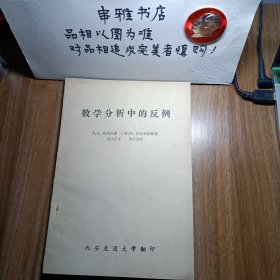 审雅书店
品相以图为准
对品相追求完美者慎购！
数学分析中的反例
西安交通大学翻印